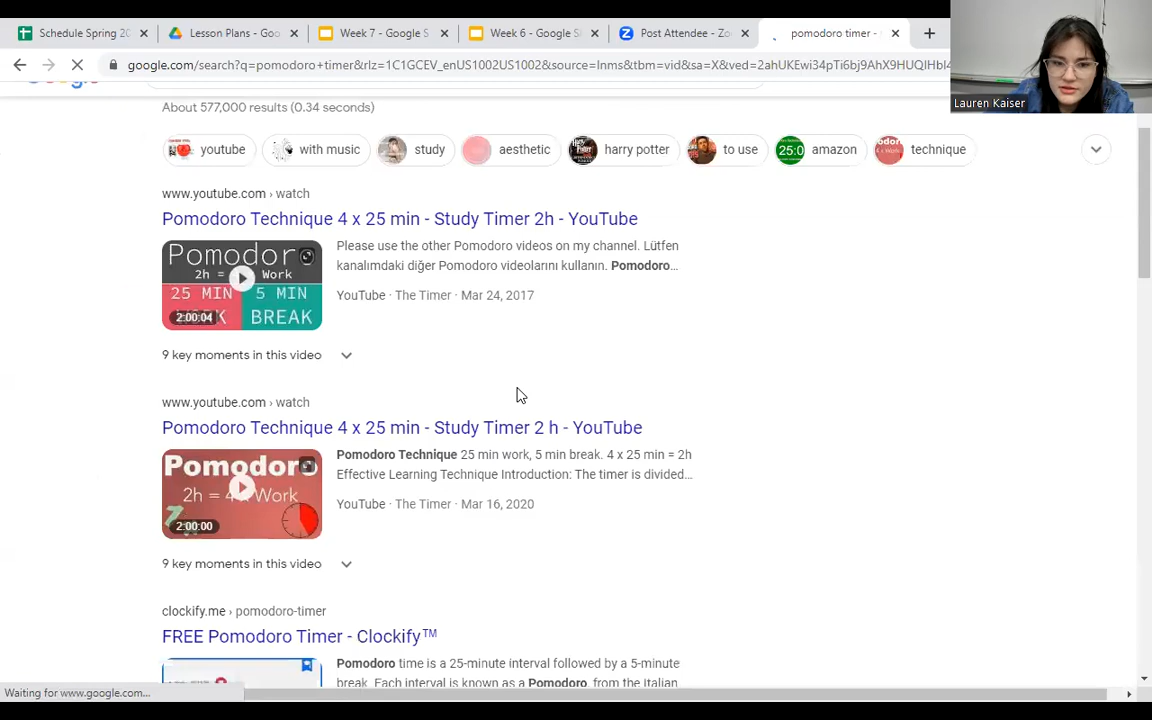 Schedule Spring 20
Lesson Plans - Goo
Week 7 - Google S
Week 6 - Google S
Post Attendee - Zo
pomodoro timer -
google.com/search?q=pomodoro+timer&rlz=1C1GCEV_enUS1002US1002&source=lnms&tbm=vid&sa=X&ved=2ahUKEwi34pTi6bj9AhX9HUQIHbl4
Lauren Kaiser
About 577,000 results (0.34 seconds)
youtube
with music
study
aesthetic
harry potter
to use
25:0
amazon
technique
www.youtube.com › watch
Pomodoro Technique 4 x 25 min - Study Timer 2h - YouTube
Pomodoro
2h = Work
25 MIN 5 MIN
BREAK
2:00:04
Please use the other Pomodoro videos on my channel. Lütfen
kanalımdaki diğer Pomodoro videolarını kullanın. Pomodoro...
YouTube · The Timer · Mar 24, 2017
9 key moments in this video
www.youtube.com › watch
Pomodoro Technique 4 x 25 min - Study Timer 2 h - YouTube
Pomodoro
2h = 4 x Work
2:00:00
Pomodoro Technique 25 min work, 5 min break. 4 x 25 min = 2h
Effective Learning Technique Introduction: The timer is divided...
YouTube · The Timer · Mar 16, 2020
9 key moments in this video
clockify.me › pomodoro-timer
FREE Pomodoro Timer - Clockify™
Pomodoro time is a 25-minute interval followed by a 5-minute
break. Each interval is known as a Pomodoro, from the Italian
Waiting for www.google.com...